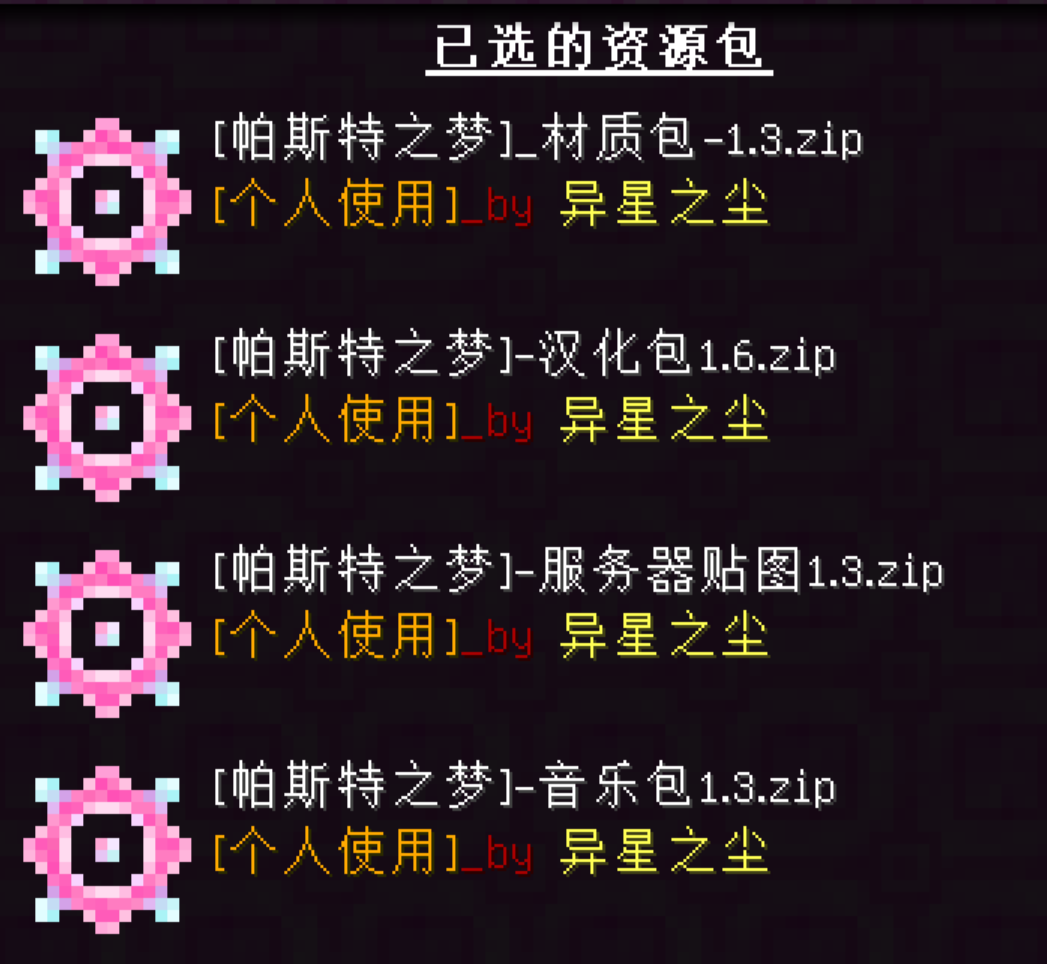 已选的资源包
[帕斯特之梦]_材质包-1.3.zip
[个人使用]_by 异星之尘
[帕斯特之梦]-汉化包1.6.zip
[个人使用]_by 异星之尘
[帕斯特之梦]-服务器贴图1.3.zip
[个人使用]_by 异星之尘
[帕斯特之梦]-音乐包1.3.zip
[个人使用]_by 异星之尘